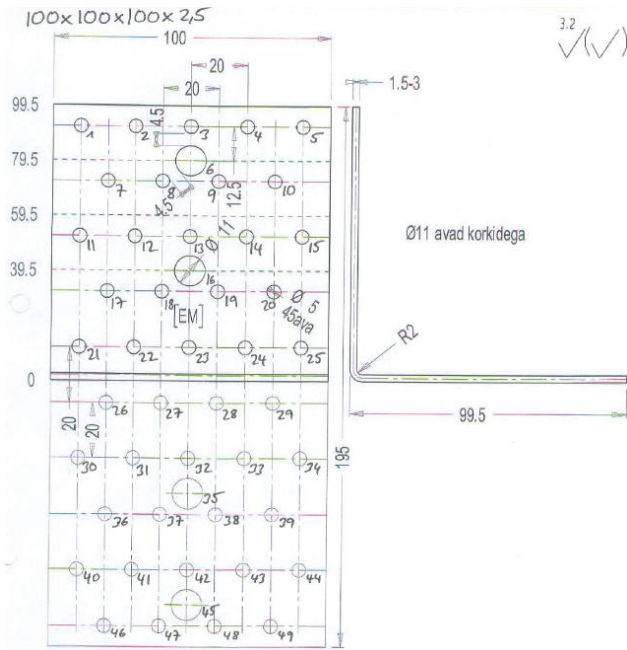 100x100x100x2,5
3.2
100
20
20
1.5-3
99.5
4.5
1 2 3 4 5
79.5
6
7 8 9 10
12.5
4.5
59.5
11 12 13 14 15
Ø 11
Ø11 avad korkidega
39.5
16
17 18 19 20
Ø 5
45ava
[EM]
R2
21 22 23 24 25
0
99.5
20
26 27 28 29
20
195
30 31 32 33 34
35
36 37 38 39
40 41 42 43 44
45
46 47 48 49